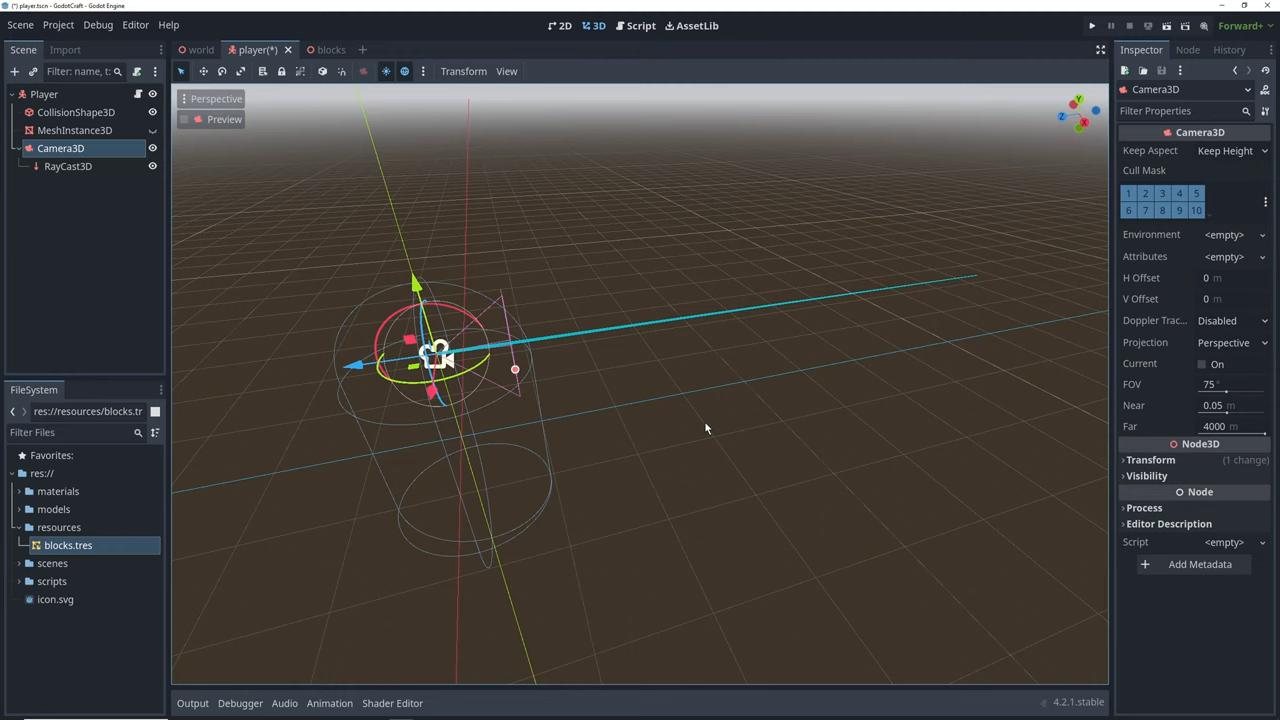 (*) player.tscn - GodotCraft - Godot Engine
Scene Project Debug Editor Help
2D 3D Script AssetLib
Forward+
Scene Import
world player(*) blocks
Inspector Node History
Filter: name, t:
Transform View
Player
CollisionShape3D
MeshInstance3D
Camera3D
RayCast3D
Perspective
Preview
Y
Z
X
Camera3D
Filter Properties
Camera3D
Keep Aspect Keep Height
Cull Mask
1 2 3 4 5
6 7 8 9 10
Environment <empty>
Attributes <empty>
H Offset 0 m
V Offset 0 m
Doppler Trac... Disabled
Projection Perspective
Current On
FOV 75 °
Near 0.05 m
Far 4000 m
Node3D
Transform (1 change)
Visibility
Node
Process
Editor Description
Script <empty>
Add Metadata
FileSystem
res://resources/blocks.tr
Filter Files
Favorites:
res://
materials
models
resources
blocks.tres
scenes
scripts
icon.svg
Output Debugger Audio Animation Shader Editor
4.2.1.stable